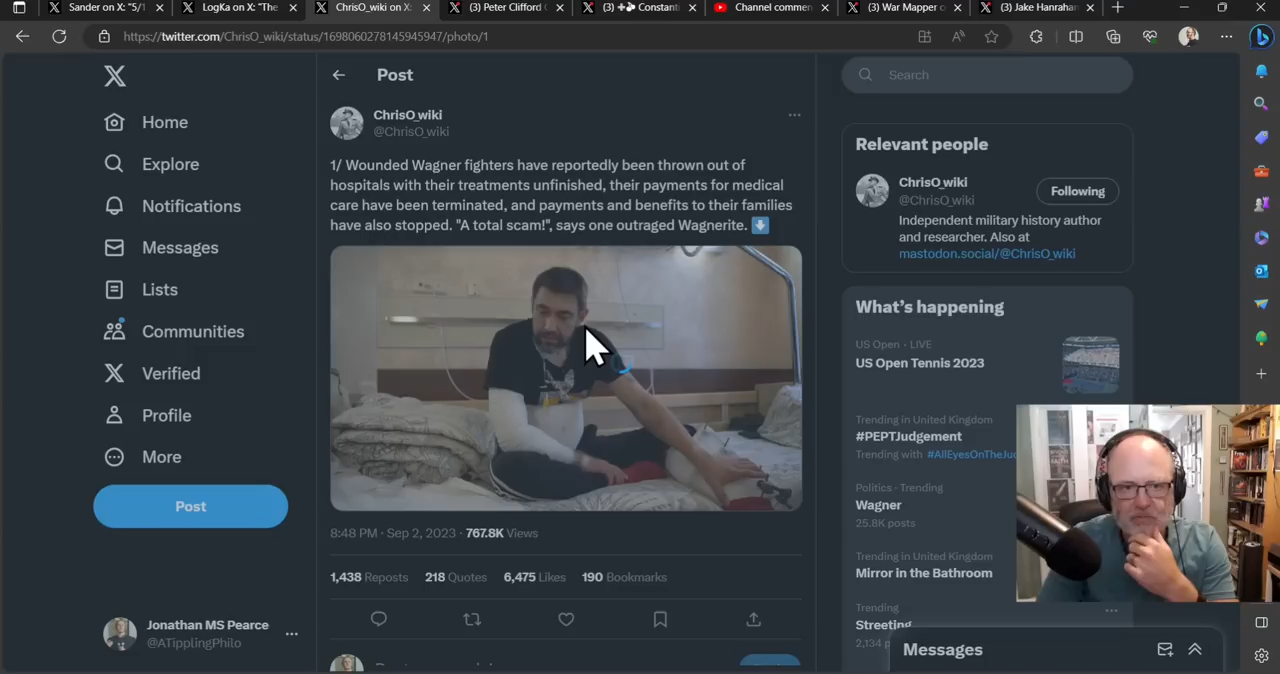 Sander on X: "5/1
LogKa on X: "The
ChrisO_wiki on X
(3) Peter Clifford
(3)
Constanti
Channel commen
(3) War Mapper o
(3) Jake Hanrahan
https://twitter.com/ChrisO_wiki/status/1698060278145945947/photo/1
Home
Explore
Notifications
Messages
Lists
Communities
Verified
Profile
More
Post
Jonathan MS Pearce
@ATipplingPhilo
Post
ChrisO_wiki
@ChrisO_wiki
1/ Wounded Wagner fighters have reportedly been thrown out of
hospitals with their treatments unfinished, their payments for medical
care have been terminated, and payments and benefits to their families
have also stopped. "A total scam!", says one outraged Wagnerite.
8:48 PM · Sep 2, 2023 · 767.8K Views
1,438 Reposts 218 Quotes 6,475 Likes 190 Bookmarks
Search
Relevant people
ChrisO_wiki
@ChrisO_wiki
Following
Independent military history author
and researcher. Also at
mastodon.social/@ChrisO_wiki
What's happening
US Open · LIVE
US Open Tennis 2023
Trending in United Kingdom
#PEPTJudgement
Trending with #AllEyesOnTheJu
Politics · Trending
Wagner
25.8K posts
Trending in United Kingdom
Mirror in the Bathroom
Trending
Streeting
2,134 p
Messages